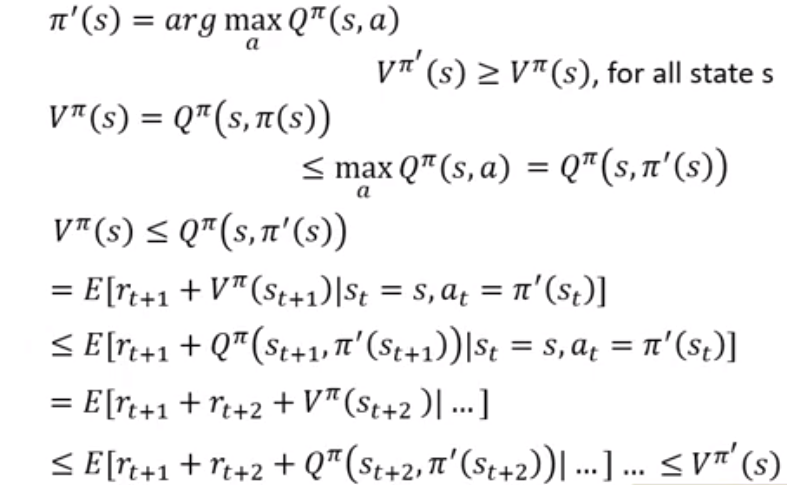 π′(s) = arg max_a Q^π(s, a)
V^π′(s) ≥ V^π(s), for all state s
V^π(s) = Q^π(s, π(s))
≤ max_a Q^π(s, a) = Q^π(s, π′(s))
V^π(s) ≤ Q^π(s, π′(s))
= E[r_{t+1} + V^π(s_{t+1})|s_t = s, a_t = π′(s_t)]
≤ E[r_{t+1} + Q^π(s_{t+1}, π′(s_{t+1}))|s_t = s, a_t = π′(s_t)]
= E[r_{t+1} + r_{t+2} + V^π(s_{t+2})| … ]
≤ E[r_{t+1} + r_{t+2} + Q^π(s_{t+2}, π′(s_{t+2}))| … ] … ≤ V^π′(s)